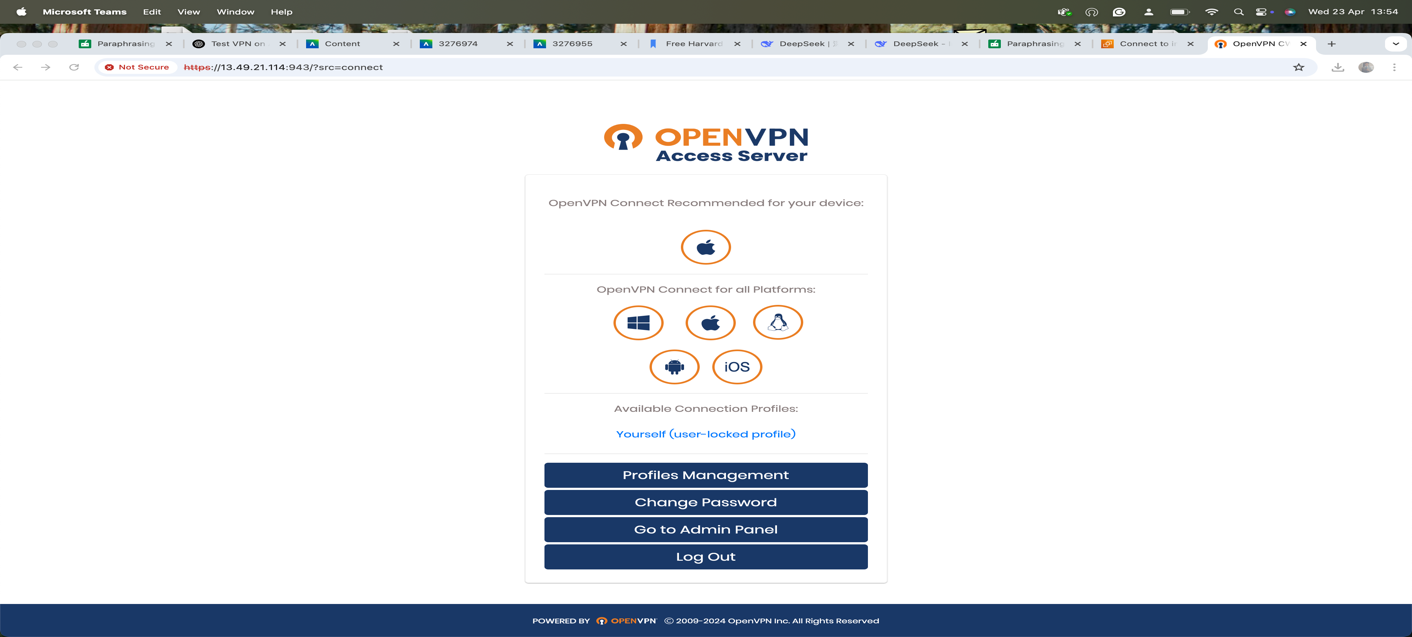 Microsoft Teams Edit View Window Help Wed 23 Apr 13:54
Paraphrasing Test VPN on Content 3276974 3276955 Free Harvard DeepSeek | DeepSeek - Paraphrasing Connect to OpenVPN
Not Secure https://13.49.21.114:943/?src=connect
OPENVPN
Access Server
OpenVPN Connect Recommended for your device:
OpenVPN Connect for all Platforms:
iOS
Available Connection Profiles:
Yourself (user-locked profile)
Profiles Management
Change Password
Go to Admin Panel
Log Out
POWERED BY OPENVPN © 2009-2024 OpenVPN Inc. All Rights Reserved